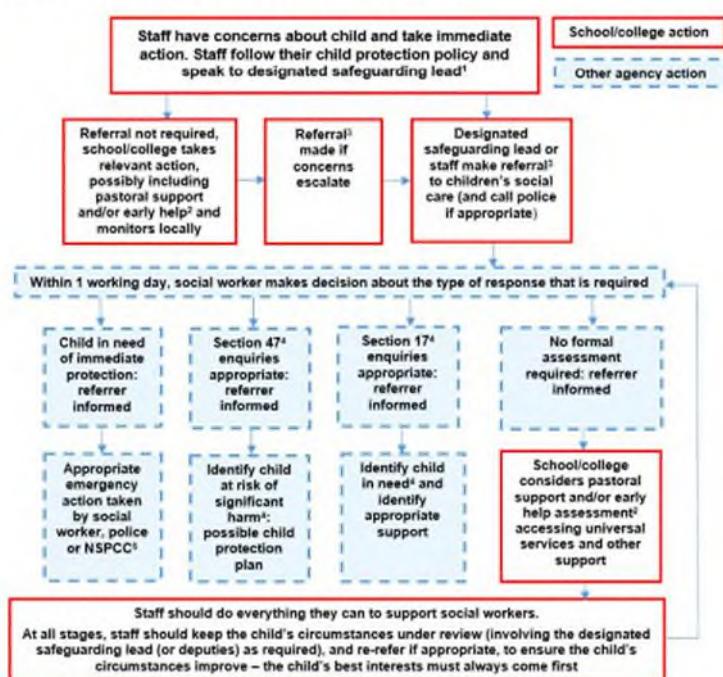 Staff have concerns about child and take immediate
action. Staff follow their child protection policy and
speak to designated safeguarding lead¹
School/college action
Other agency action
Referral not required,
school/college takes
relevant action,
possibly including
pastoral support
and/or early help² and
monitors locally
Referral³
made if
concerns
escalate
Designated
safeguarding lead or
staff make referral³
to children's social
care (and call police
if appropriate)
Within 1 working day, social worker makes decision about the type of response that is required
Child in need
of immediate
protection:
referrer
informed
Section 47⁴
enquiries
appropriate:
referrer
informed
Section 17⁴
enquiries
appropriate:
referrer
informed
No formal
assessment
required: referrer
informed
Appropriate
emergency
action taken
by social
worker, police
or NSPCC⁵
Identify child
at risk of
significant
harm⁴:
possible child
protection
plan
Identify child
in need⁴ and
identify
appropriate
support
School/college
considers pastoral
support and/or early
help assessment²
accessing universal
services and other
support
Staff should do everything they can to support social workers.
At all stages, staff should keep the child's circumstances under review (involving the designated
safeguarding lead (or deputies) as required), and re-refer if appropriate, to ensure the child's
circumstances improve – the child's best interests must always come first